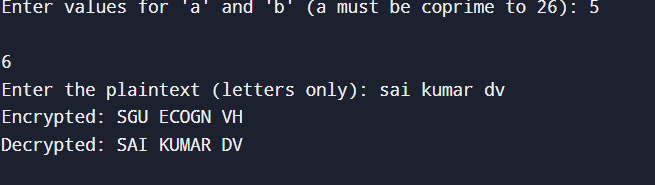 Enter values for 'a' and 'b' (a must be coprime to 26): 5
6
Enter the plaintext (letters only): sai kumar dv
Encrypted: SGU ECOGN VH
Decrypted: SAI KUMAR DV